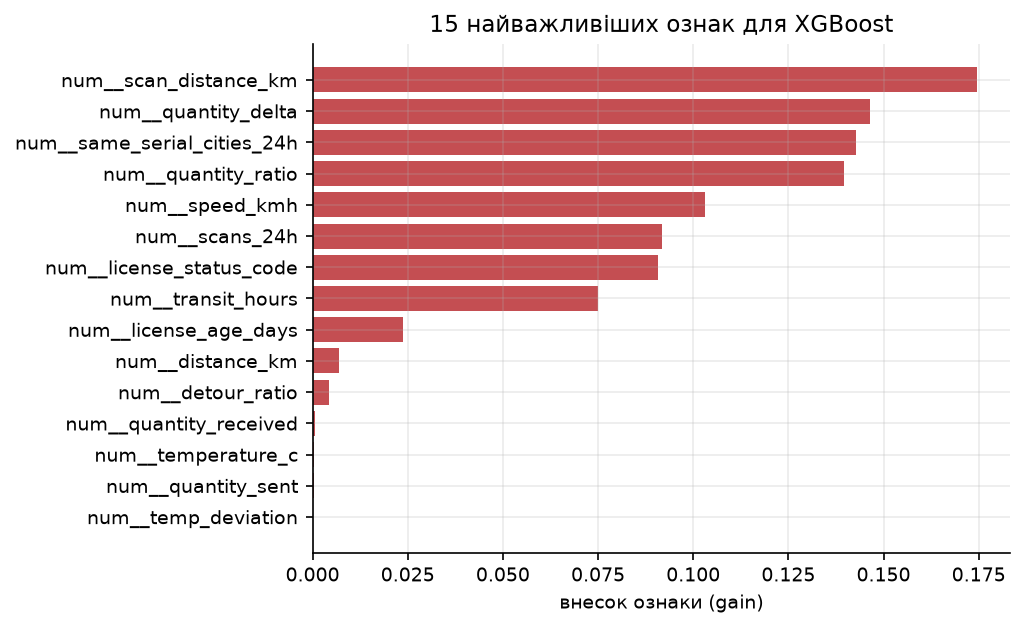 15 найважливіших ознак для XGBoost
num__scan_distance_km
num__quantity_delta
num__same_serial_cities_24h
num__quantity_ratio
num__speed_kmh
num__scans_24h
num__license_status_code
num__transit_hours
num__license_age_days
num__distance_km
num__detour_ratio
num__quantity_received
num__temperature_c
num__quantity_sent
num__temp_deviation
0.000 0.025 0.050 0.075 0.100 0.125 0.150 0.175
внесок ознаки (gain)